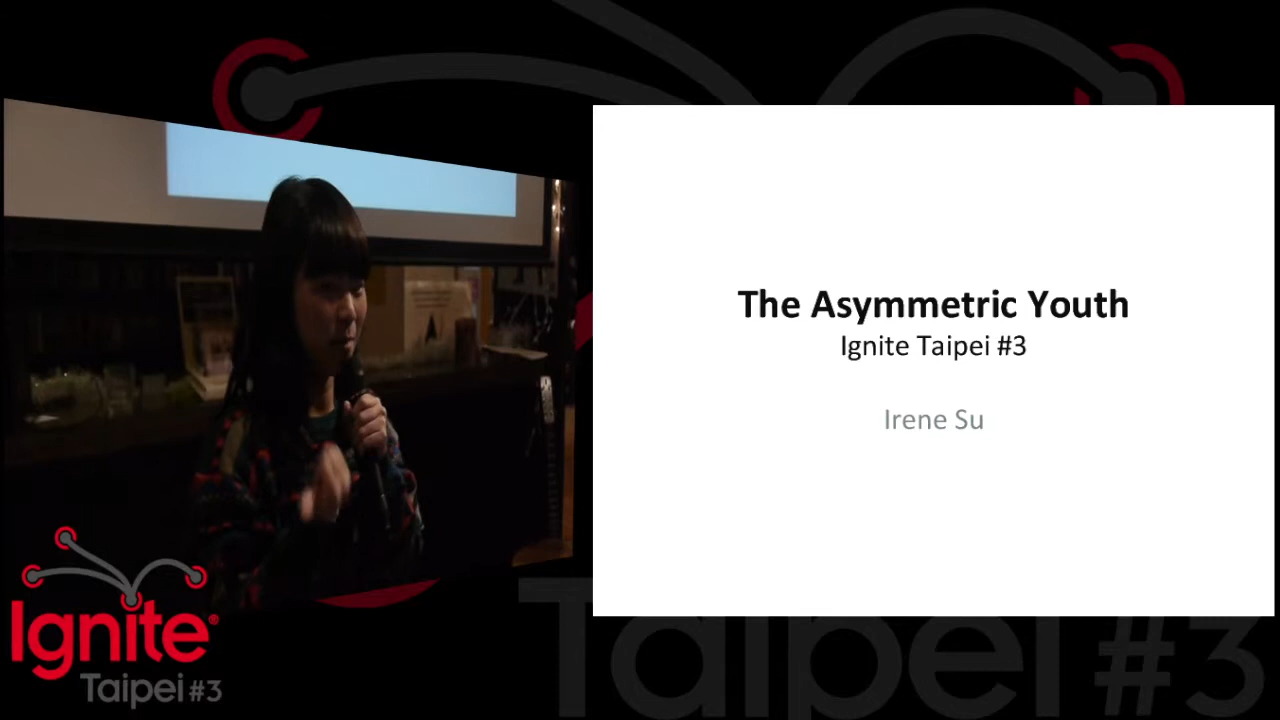 The Asymmetric Youth
Ignite Taipei #3
Irene Su
Ignite®
Taipei #3
Taipei #3